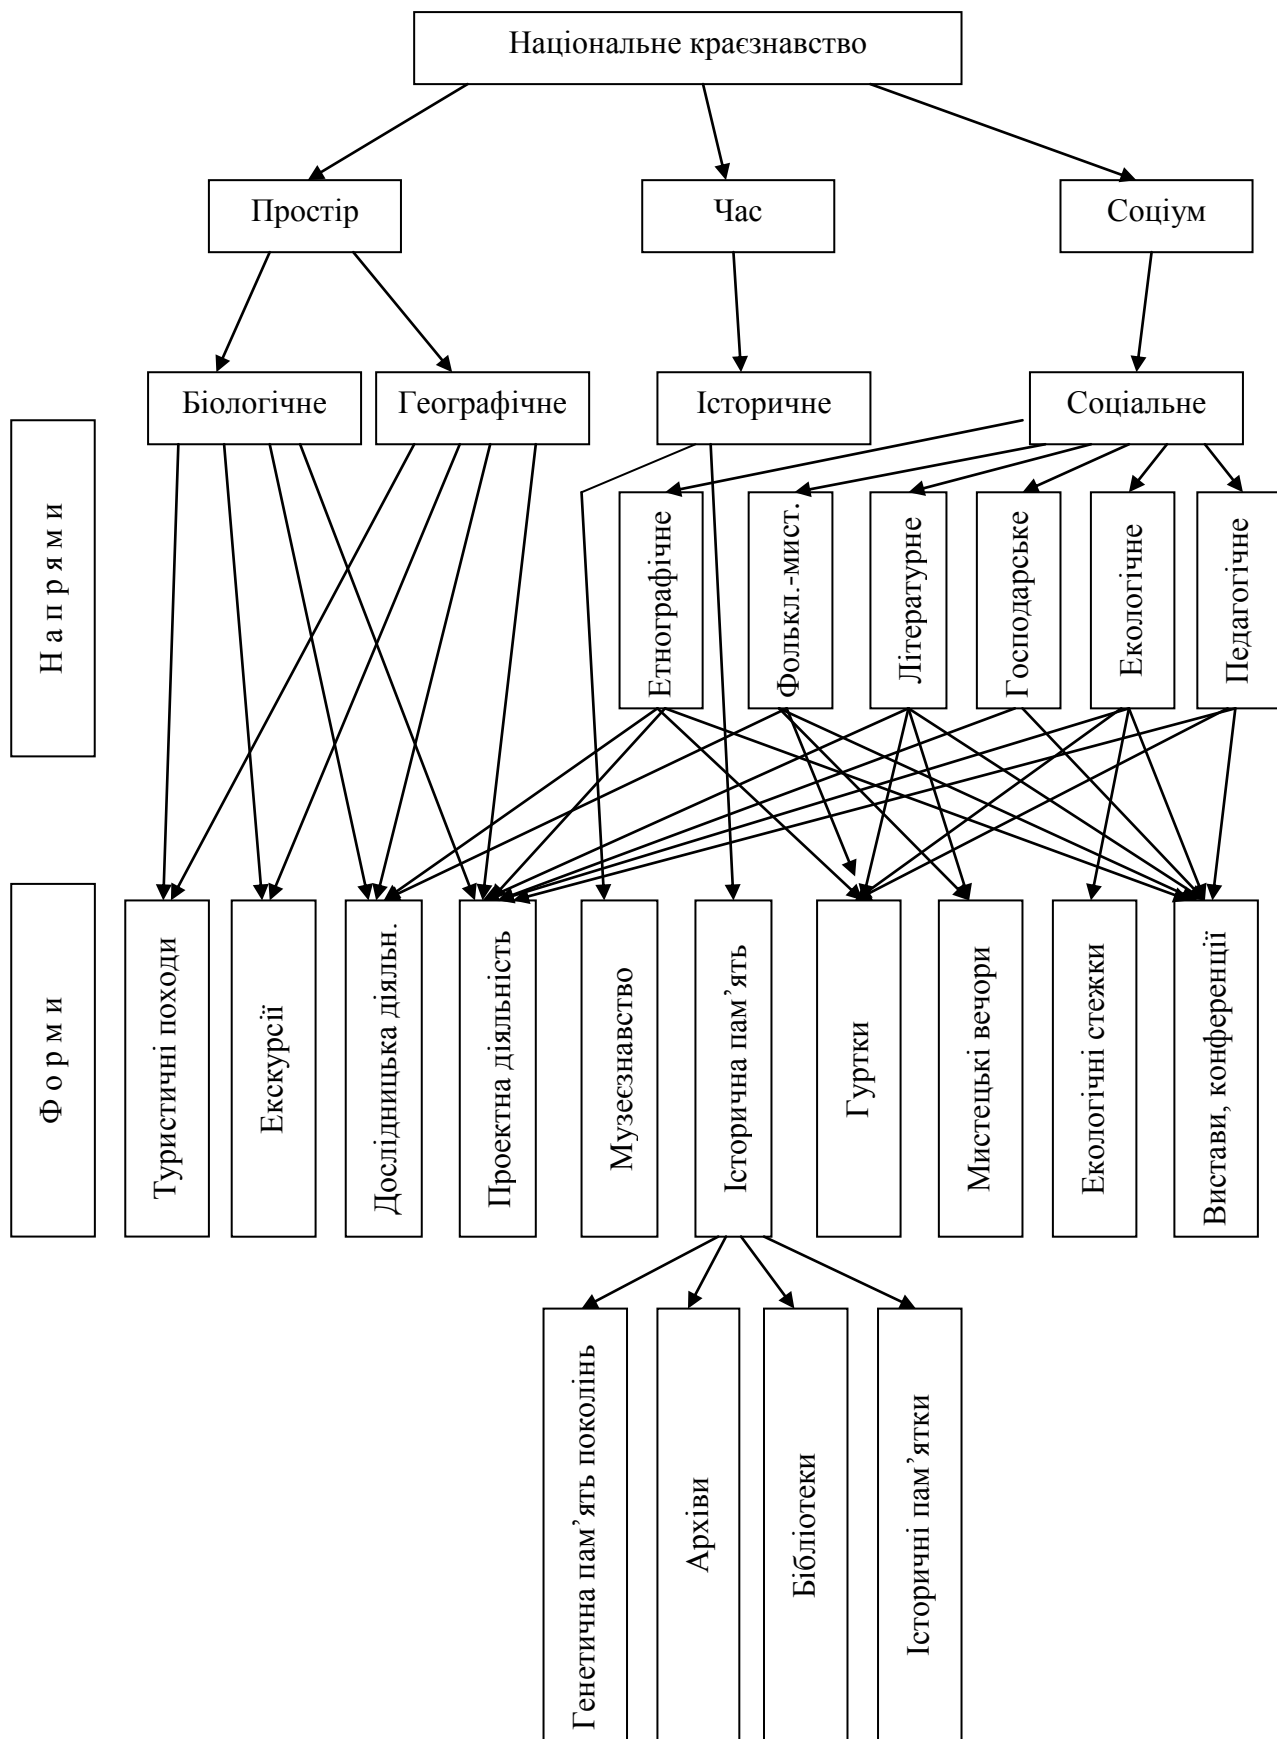 Національне краєзнавство
Простір
Час
Соціум
Біологічне
Географічне
Історичне
Соціальне
Напрями
Етнографічне
Фолькл.-мист.
Літературне
Господарське
Екологічне
Педагогічне
Форми
Туристичні походи
Екскурсії
Дослідницька діяльн.
Проектна діяльність
Музеєзнавство
Історична пам’ять
Гуртки
Мистецькі вечори
Екологічні стежки
Вистави, конференції
Генетична пам’ять поколінь
Архіви
Бібліотеки
Історичні пам’ятки